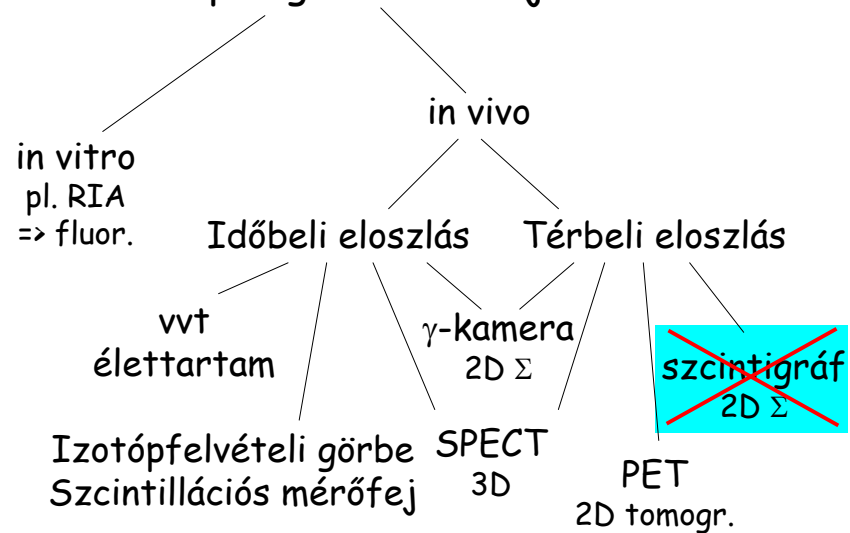 in vivo
in vitro
pl. RIA
=> fluor.
Időbeli eloszlás
Térbeli eloszlás
vvt
élettartam
γ-kamera
2D Σ
szcintigráf
2D Σ
Izotópfelvételi görbe
Szcintillációs mérőfej
SPECT
3D
PET
2D tomogr.